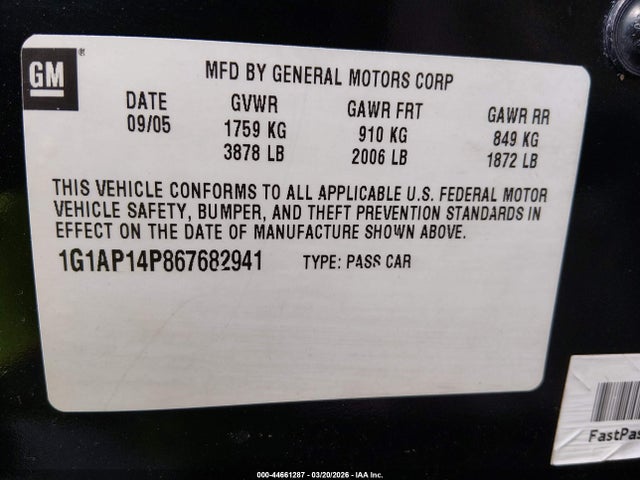 GM ®
MFD BY GENERAL MOTORS CORP
DATE GVWR GAWR FRT GAWR RR
09/05 1759 KG 910 KG 849 KG
3878 LB 2006 LB 1872 LB
THIS VEHICLE CONFORMS TO ALL APPLICABLE U.S. FEDERAL MOTOR
VEHICLE SAFETY, BUMPER, AND THEFT PREVENTION STANDARDS IN
EFFECT ON THE DATE OF MANUFACTURE SHOWN ABOVE.
1G1AP14P867682941 TYPE: PASS CAR
FastPas
000-44661287 - 03/20/2026 - IAA Inc.